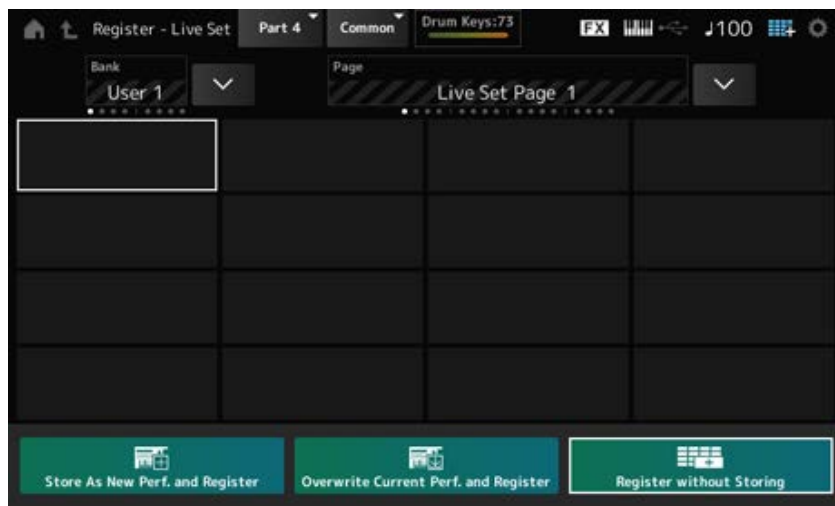 Register - Live Set
Part 4
Common
Drum Keys:73
FX
♩100
Bank
User 1
Page
Live Set Page 1
Store As New Perf. and Register
Overwrite Current Perf. and Register
Register without Storing